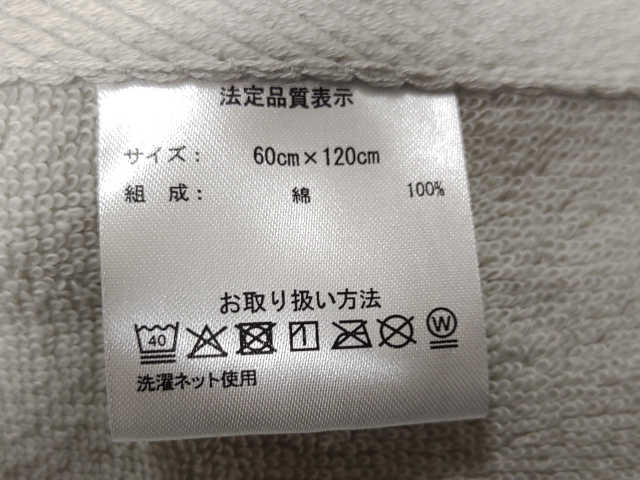 法定品質表示
サイズ： 60cm×120cm
組 成： 綿 100%
お取り扱い方法
40 W
洗濯ネット使用